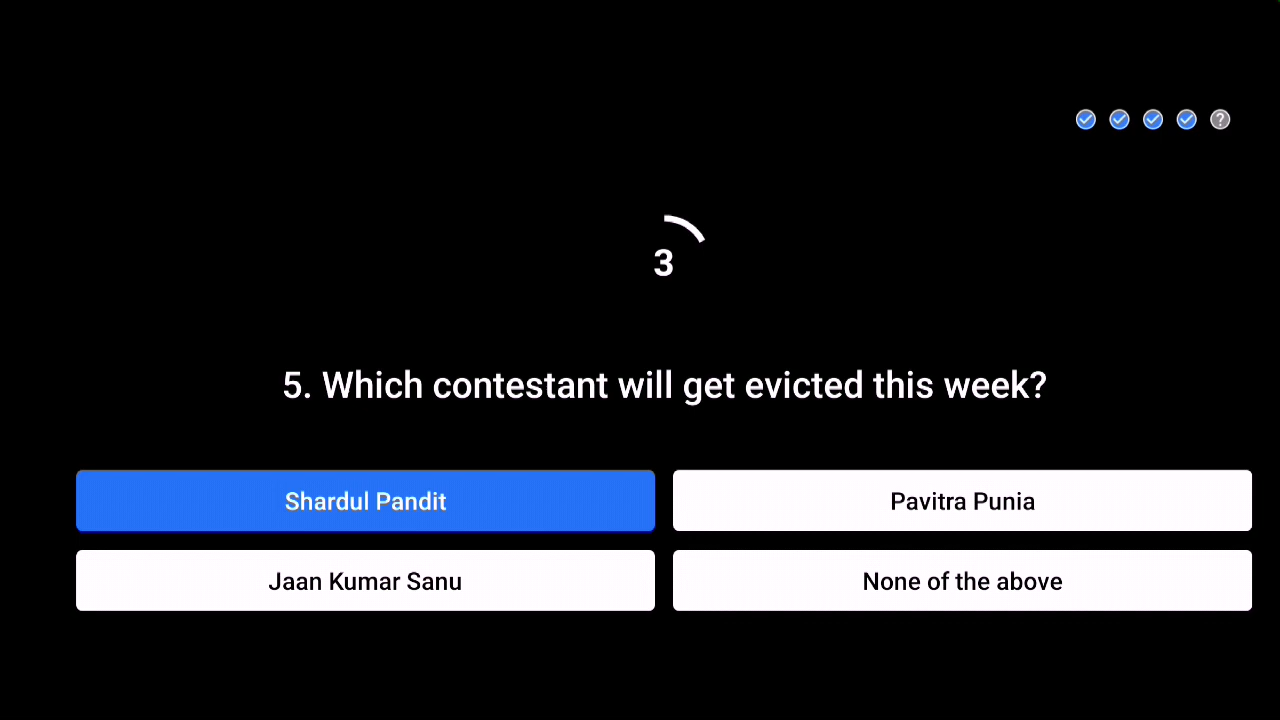 ?
3
5. Which contestant will get evicted this week?
Shardul Pandit
Pavitra Punia
Jaan Kumar Sanu
None of the above